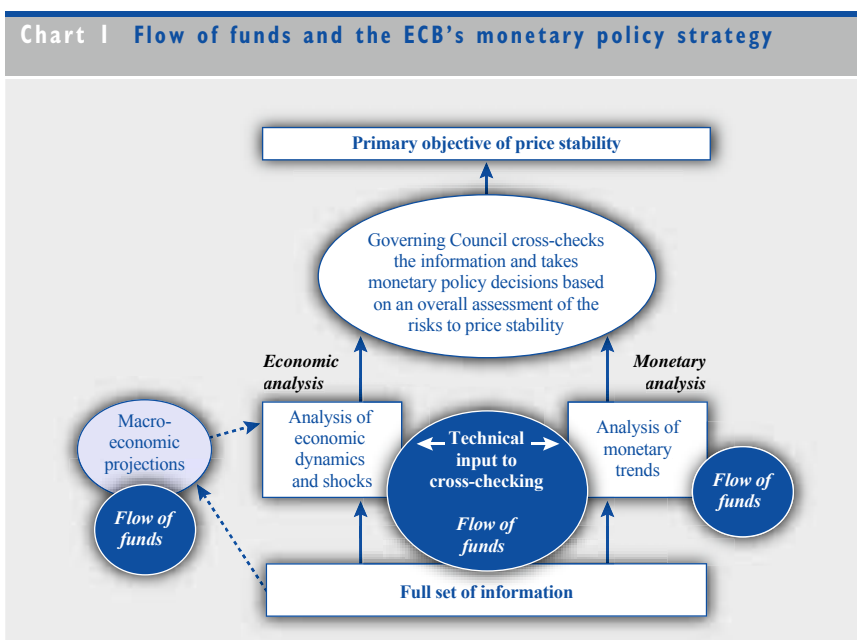 Chart 1 Flow of funds and the ECB's monetary policy strategy
Primary objective of price stability
Governing Council cross-checks
the information and takes
monetary policy decisions based
on an overall assessment of the
risks to price stability
Economic
analysis
Monetary
analysis
Macro-
economic
projections
Flow of
funds
Analysis of
economic
dynamics
and shocks
Technical
input to
cross-checking
Flow of
funds
Analysis of
monetary
trends
Flow of
funds
Full set of information